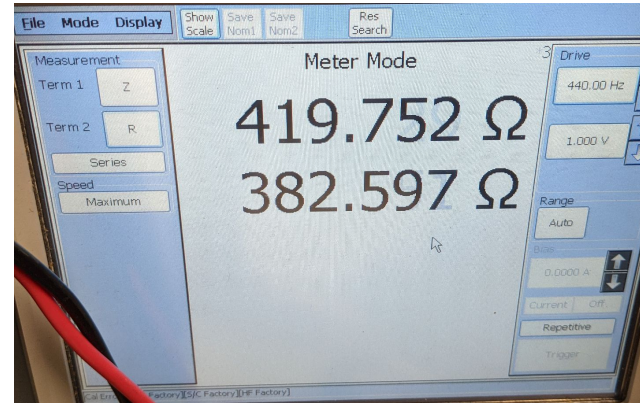 File Mode Display
Show Scale
Save Nom1
Save Nom2
Res Search
Measurement
Term 1 Z
Term 2 R
Series
Speed
Maximum
Meter Mode
419.752 Ω
382.597 Ω
3
Drive
440.00 Hz
1.000 V
Range
Auto
Bias
0.0000 A
Current Off
Repetitive
Trigger
Factory][S/C Factory][HF Factory]